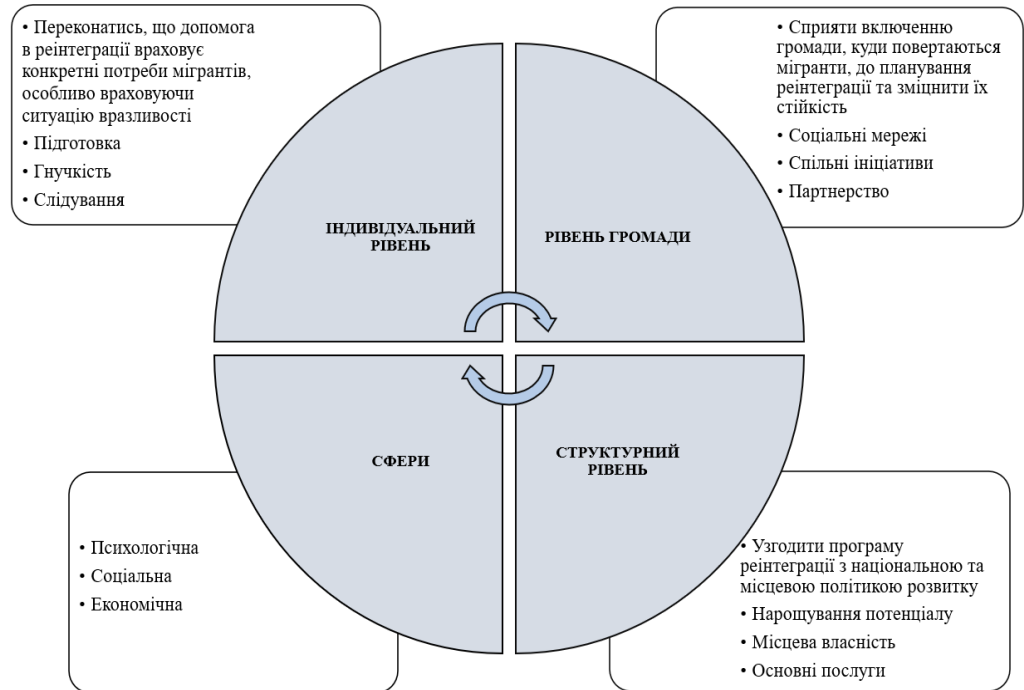 • Переконатись, що допомога
в реінтеграції враховує
конкретні потреби мігрантів,
особливо враховуючи
ситуацію вразливості
• Підготовка
• Гнучкість
• Слідування
• Сприяти включенню
громади, куди повертаються
мігранти, до планування
реінтеграції та зміцнити їх
стійкість
• Соціальні мережі
• Спільні ініціативи
• Партнерство
ІНДИВІДУАЛЬНИЙ
РІВЕНЬ
РІВЕНЬ ГРОМАДИ
СФЕРИ
СТРУКТУРНИЙ
РІВЕНЬ
• Психологічна
• Соціальна
• Економічна
• Узгодити програму
реінтеграції з національною та
місцевою політикою розвитку
• Нарощування потенціалу
• Місцева власність
• Основні послуги